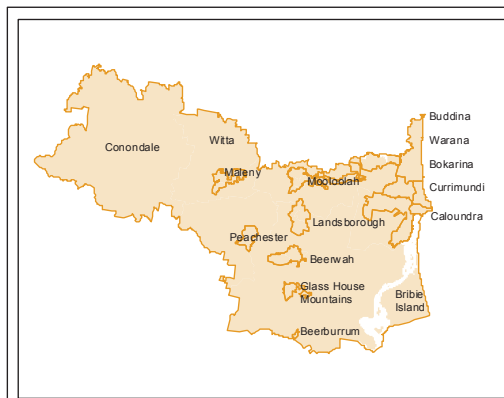 Buddina
Warana
Witta
Conondale
Bokarina
Maleny
Mooloolah
Currimundi
Landsborough
Caloundra
Peachester
Beerwah
Glass House
Mountains
Bribie
Island
Beerburrum